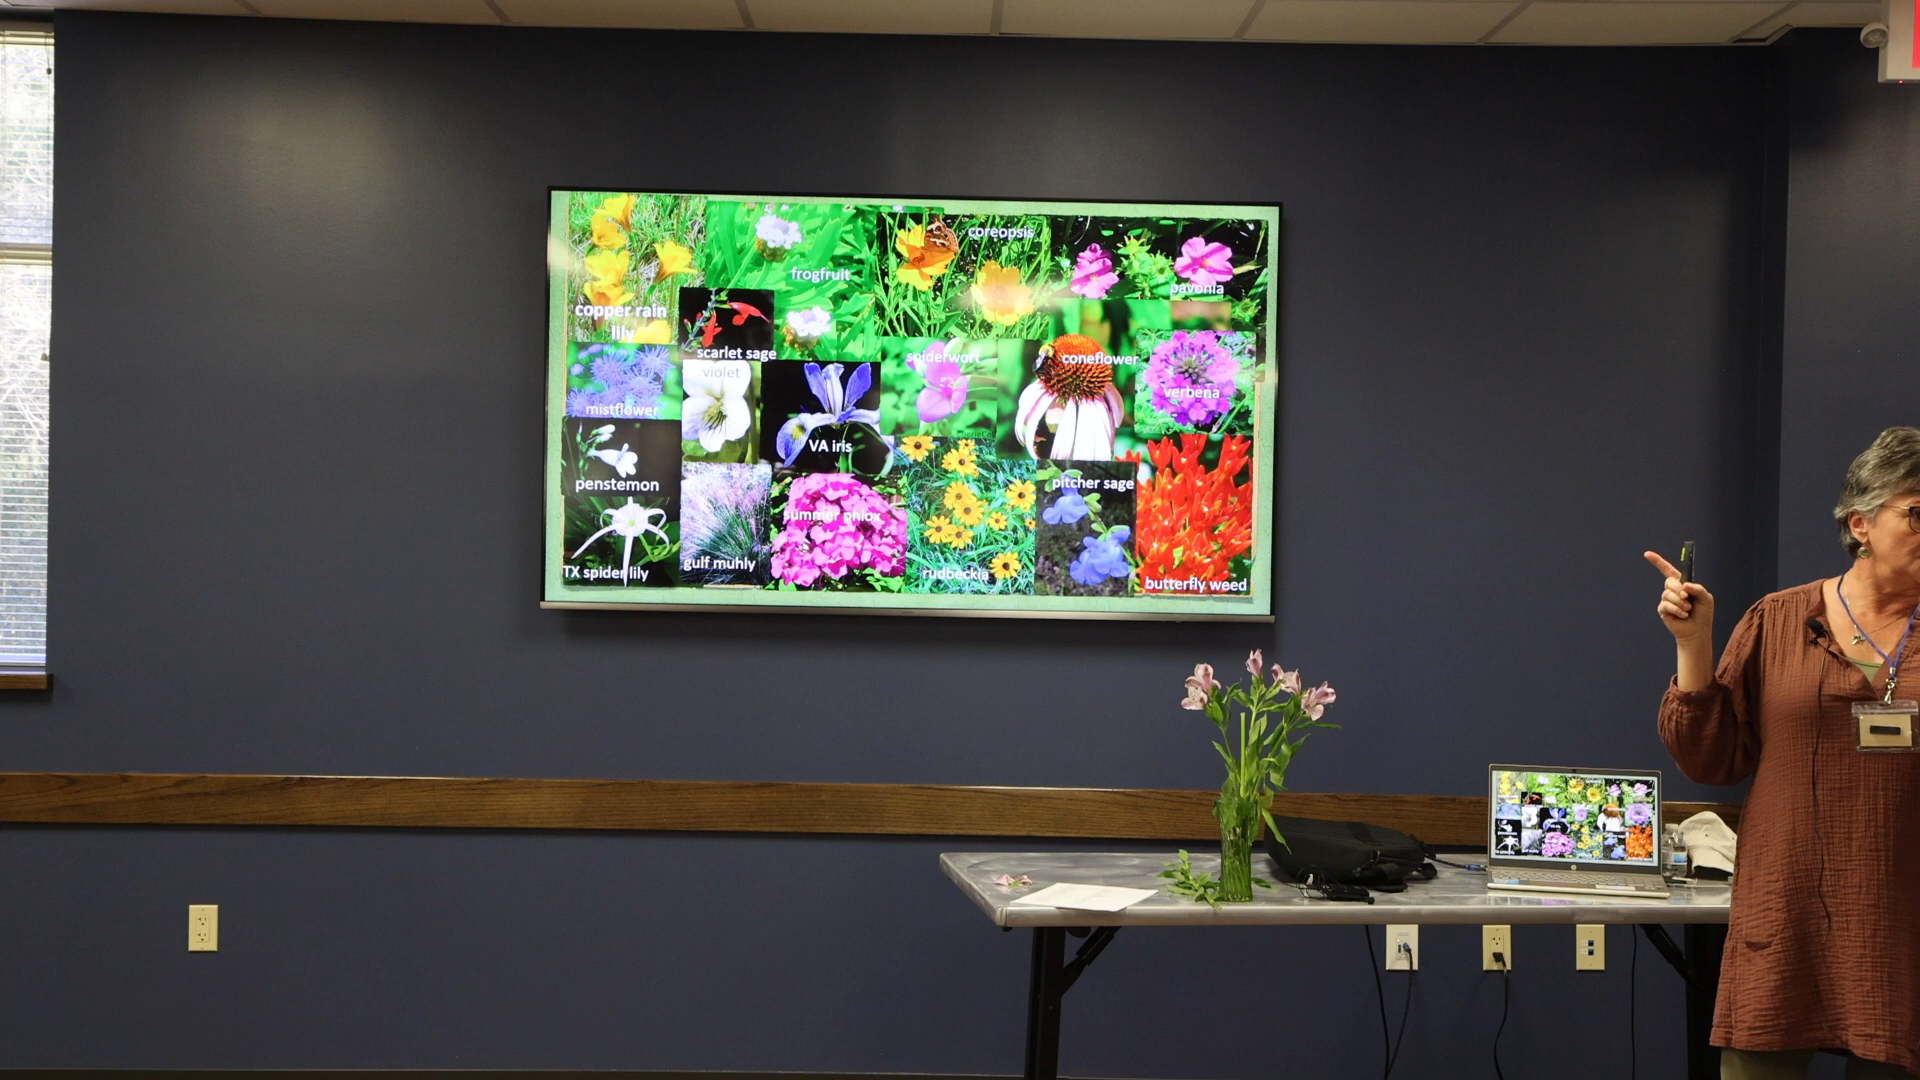 coreopsis
frogfruit
pavonia
copper rain
lily
scarlet sage
spiderwort
coneflower
violet
verbena
mistflower
VA iris
penstemon
pitcher sage
summer phlox
gulf muhly
TX spider lily
rudbeckia
butterfly weed